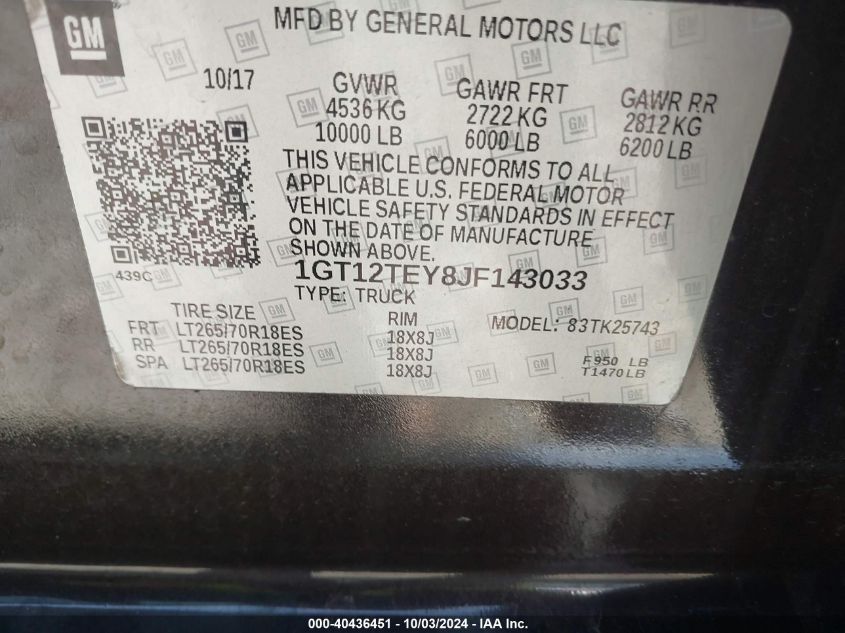 GM
MFD BY GENERAL MOTORS LLC
10/17 GVWR GAWR FRT GAWR RR
4536 KG 2722 KG 2812 KG
10000 LB 6000 LB 6200 LB
THIS VEHICLE CONFORMS TO ALL
APPLICABLE U.S. FEDERAL MOTOR
VEHICLE SAFETY STANDARDS IN EFFECT
ON THE DATE OF MANUFACTURE
SHOWN ABOVE.
439C
1GT12TEY8JF143033
TYPE: TRUCK
TIRE SIZE RIM MODEL: 83TK25743
FRT LT265/70R18ES 18X8J
RR LT265/70R18ES 18X8J
SPA LT265/70R18ES 18X8J
F950 LB
T1470LB
000-40436451 - 10/03/2024 - IAA Inc.